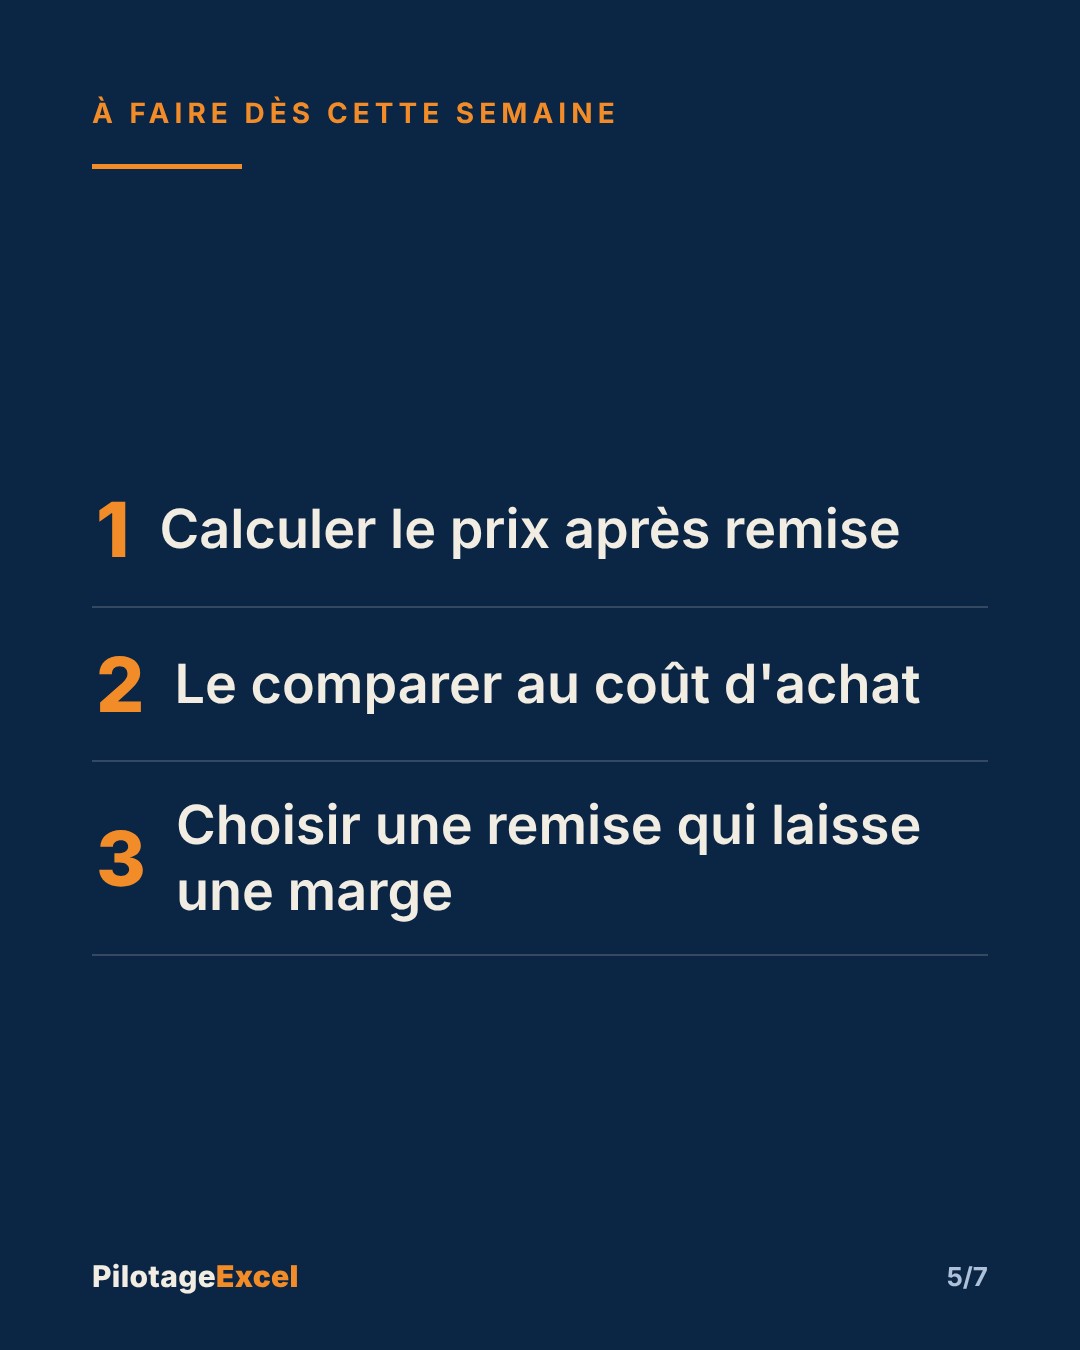 À FAIRE DÈS CETTE SEMAINE
1 Calculer le prix après remise
2 Le comparer au coût d'achat
3 Choisir une remise qui laisse
une marge
PilotageExcel
5/7